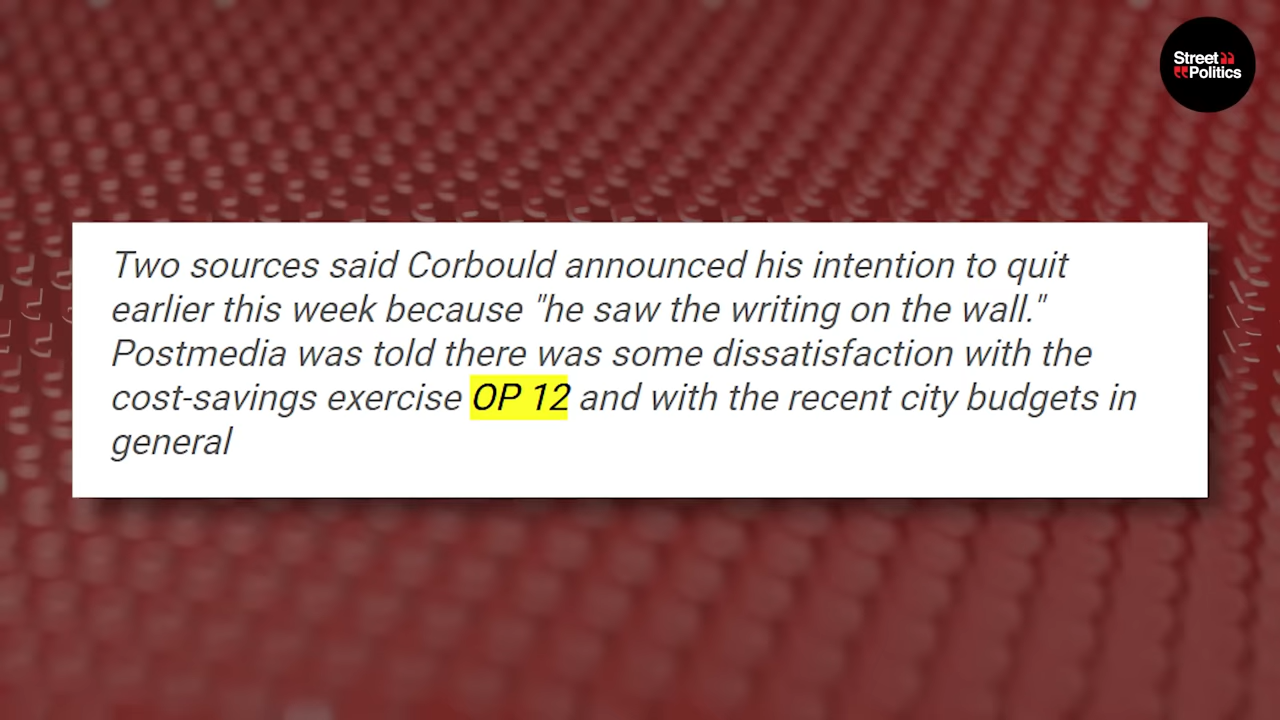 Street
Politics
Two sources said Corbould announced his intention to quit
earlier this week because "he saw the writing on the wall."
Postmedia was told there was some dissatisfaction with the
cost-savings exercise OP 12 and with the recent city budgets in
general